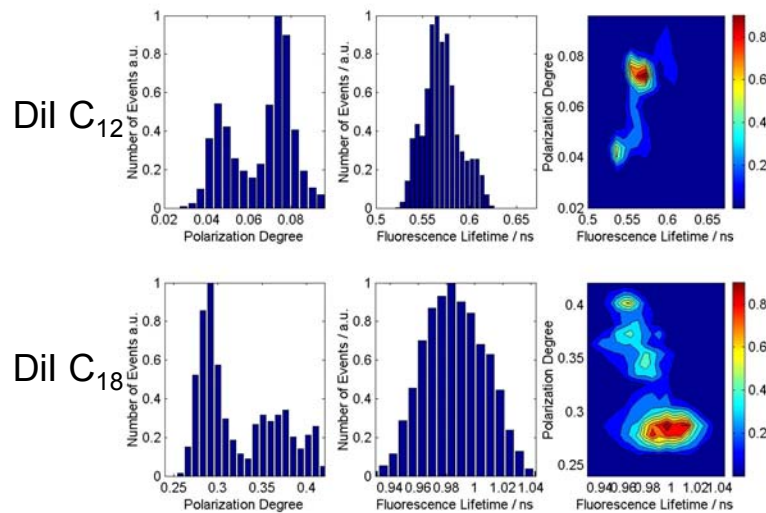 Dil C12
Number of Events a.u.
1
0.8
0.6
0.4
0.2
0
0.02 0.04 0.06 0.08
Polarization Degree
Number of Events / a.u.
1
0.8
0.6
0.4
0.2
0
0.5 0.55 0.6 0.65
Fluorescence Lifetime / ns
Polarization Degree
0.08
0.06
0.04
0.02
0.5 0.55 0.6 0.65
Fluorescence Lifetime / ns
0.8
0.6
0.4
0.2
Dil C18
Number of Events a.u.
1
0.8
0.6
0.4
0.2
0
0.25 0.3 0.35 0.4
Polarization Degree
Number of Events / a.u.
1
0.8
0.6
0.4
0.2
0
0.94 0.96 0.98 1 1.02 1.04
Fluorescence Lifetime / ns
Polarization Degree
0.4
0.35
0.3
0.25
0.94 0.96 0.98 1 1.02 1.04
Fluorescence Lifetime / ns
0.8
0.6
0.4
0.2